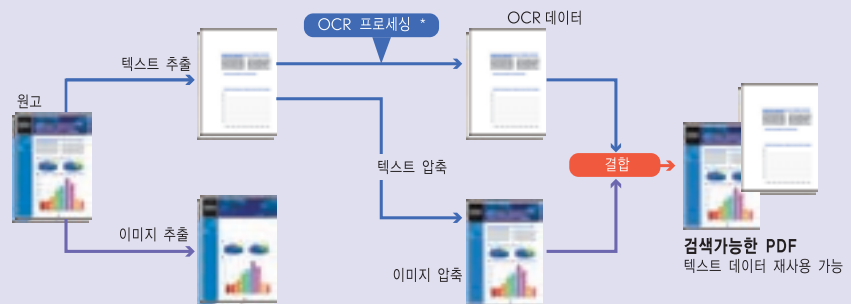 OCR 프로세싱 *
OCR 데이터
텍스트 추출
원고
텍스트 압축
결합
이미지 추출
이미지 압축
검색가능한 PDF
텍스트 데이터 재사용 가능